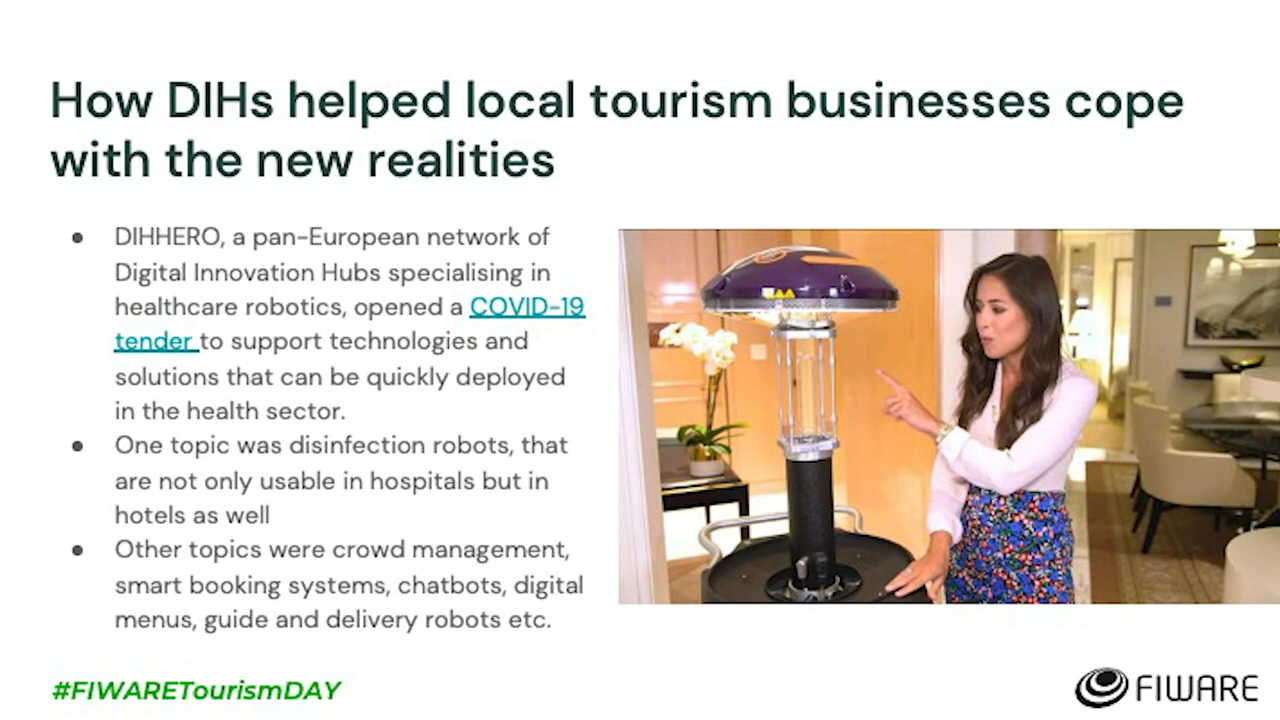 How DIHs helped local tourism businesses cope
with the new realities
● DIHHERO, a pan-European network of
Digital Innovation Hubs specialising in
healthcare robotics, opened a COVID-19
tender to support technologies and
solutions that can be quickly deployed
in the health sector.
● One topic was disinfection robots, that
are not only usable in hospitals but in
hotels as well
● Other topics were crowd management,
smart booking systems, chatbots, digital
menus, guide and delivery robots etc.
#FIWARETourismDAY
FIWARE